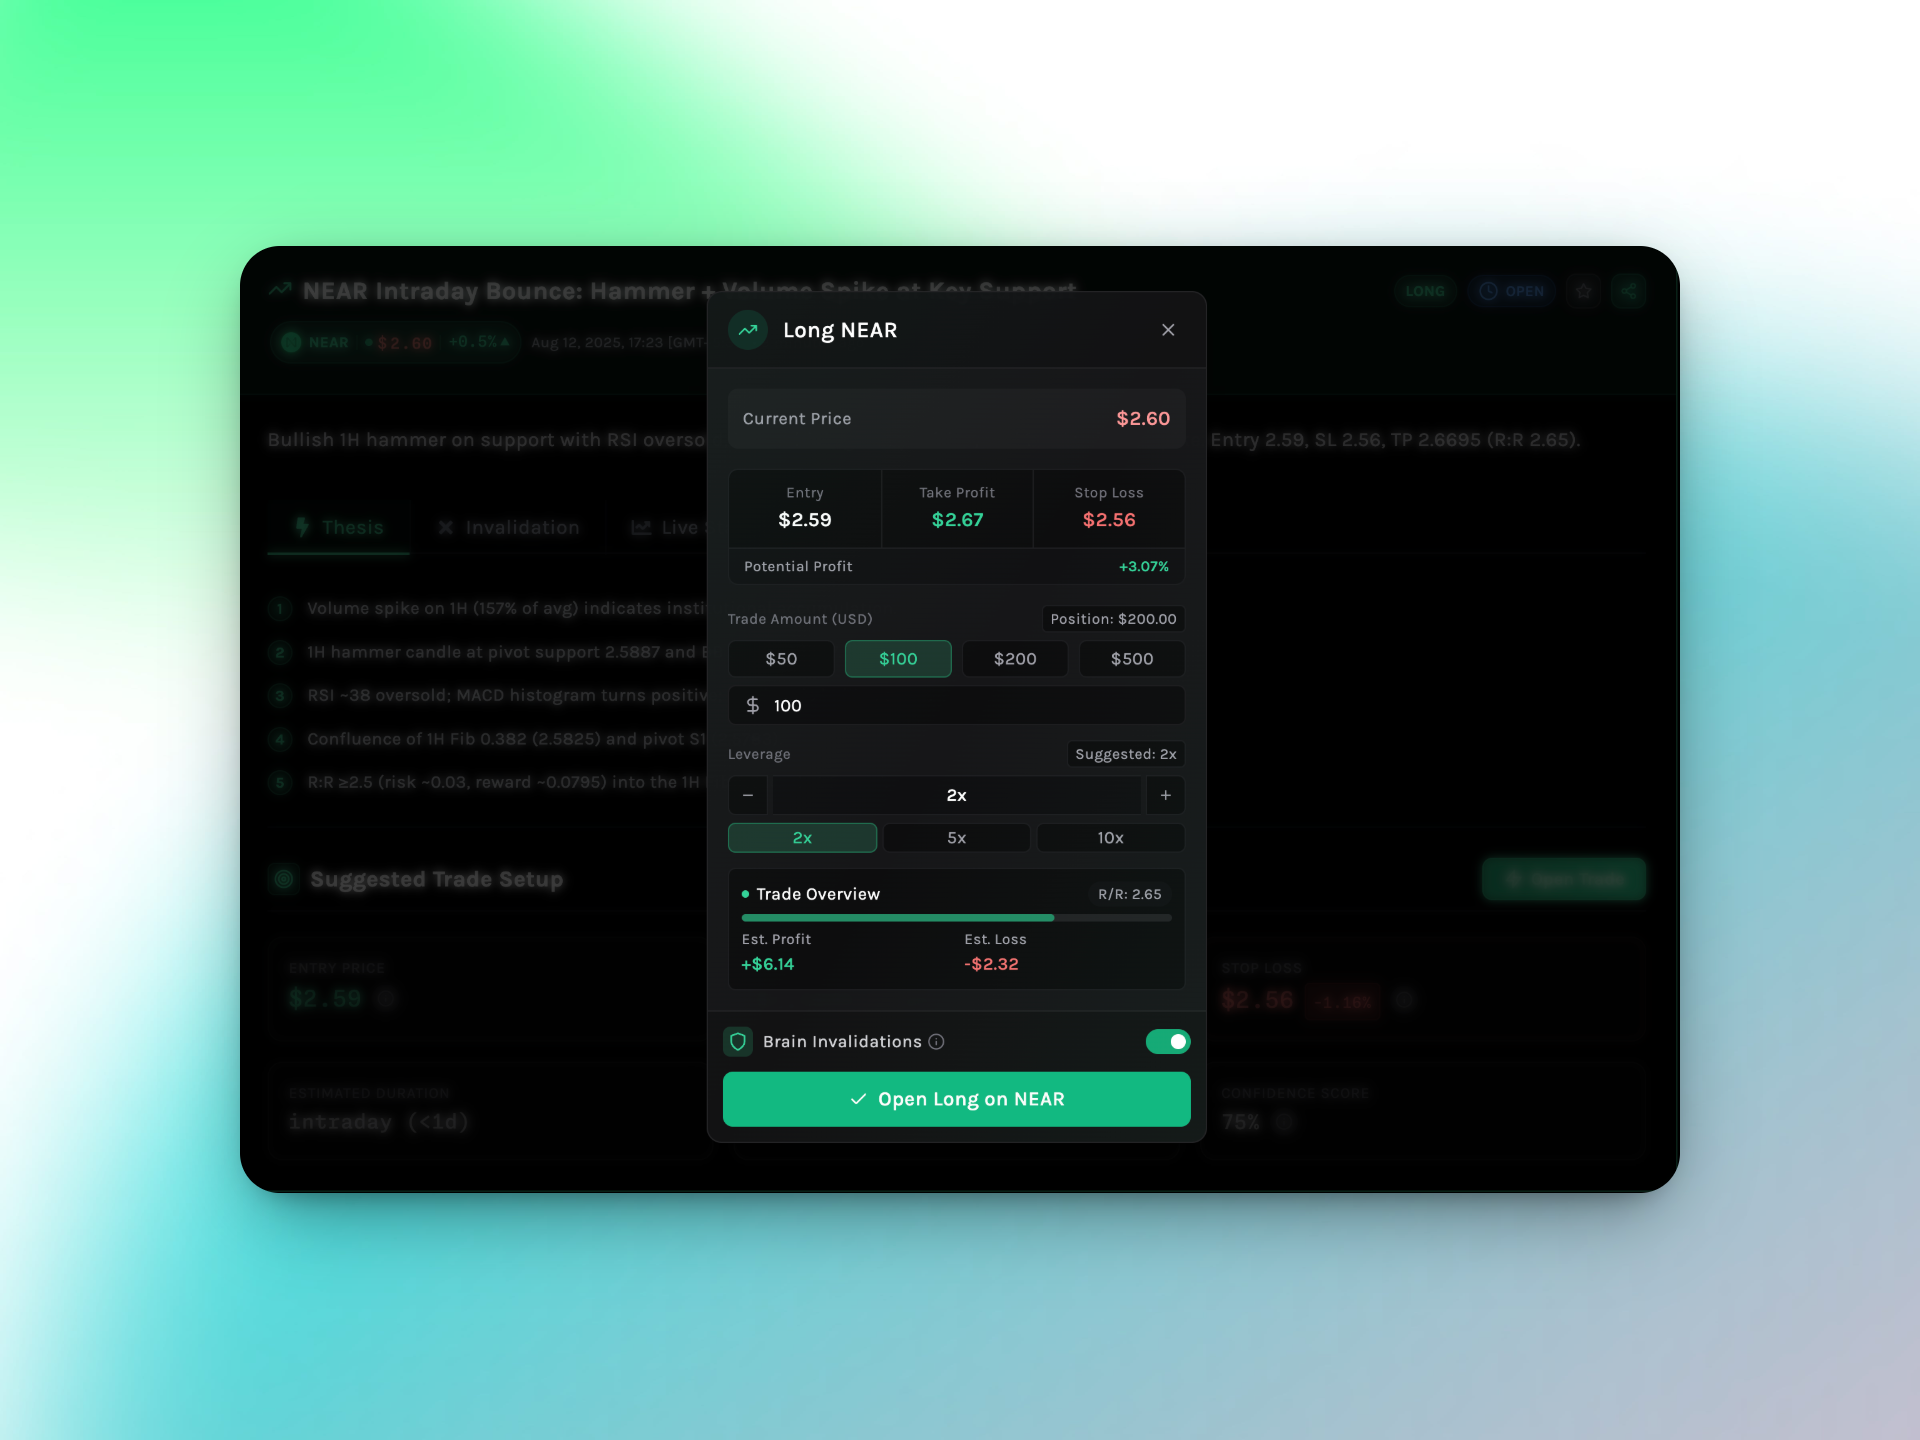 NEAR Intraday Bounce: Hammer + Volume Spike at Key Support
LONG
OPEN
NEAR $2.60 +0.5% Aug 12, 2025, 17:23 [GMT-
Long NEAR
Current Price $2.60
Bullish 1H hammer on support with RSI overso
Entry 2.59, SL 2.56, TP 2.6695 (R:R 2.65).
Entry Take Profit Stop Loss
$2.59 $2.67 $2.56
Potential Profit +3.07%
Thesis Invalidation Live
1 Volume spike on 1H (157% of avg) indicates insti
2 1H hammer candle at pivot support 2.5887 and
3 RSI ~38 oversold; MACD histogram turns positiv
4 Confluence of 1H Fib 0.382 (2.5825) and pivot S1
5 R:R ≥2.5 (risk ~0.03, reward ~0.0795) into the 1H
Trade Amount (USD) Position: $200.00
$50 $100 $200 $500
$ 100
Leverage Suggested: 2x
− 2x +
2x 5x 10x
Trade Overview R/R: 2.65
Est. Profit Est. Loss
+$6.14 -$2.32
Suggested Trade Setup
Open Trade
ENTRY PRICE
$2.59
STOP LOSS
$2.56 -1.16%
ESTIMATED DURATION
intraday (<1d)
CONFIDENCE SCORE
75%
Brain Invalidations
Open Long on NEAR